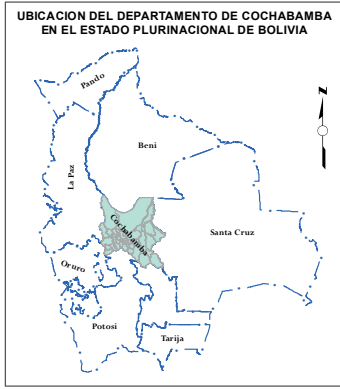 UBICACION DEL DEPARTAMENTO DE COCHABAMBA
EN EL ESTADO PLURINACIONAL DE BOLIVIA
Pando
N
Beni
La Paz
Cochabamba
Santa Cruz
Oruro
Potosi
Tarija